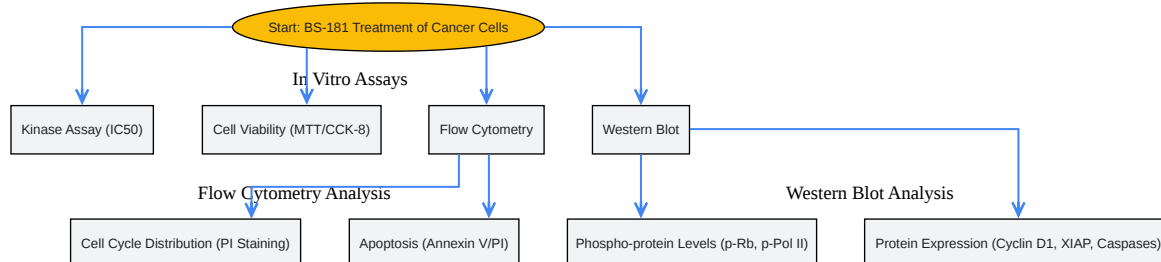 Start: BS-181 Treatment of Cancer Cells
In Vitro Assays
Kinase Assay (IC50)
Cell Viability (MTT/CCK-8)
Flow Cytometry
Western Blot
Flow Cytometry Analysis
Western Blot Analysis
Cell Cycle Distribution (PI Staining)
Apoptosis (Annexin V/PI)
Phospho-protein Levels (p-Rb, p-Pol II)
Protein Expression (Cyclin D1, XIAP, Caspases)